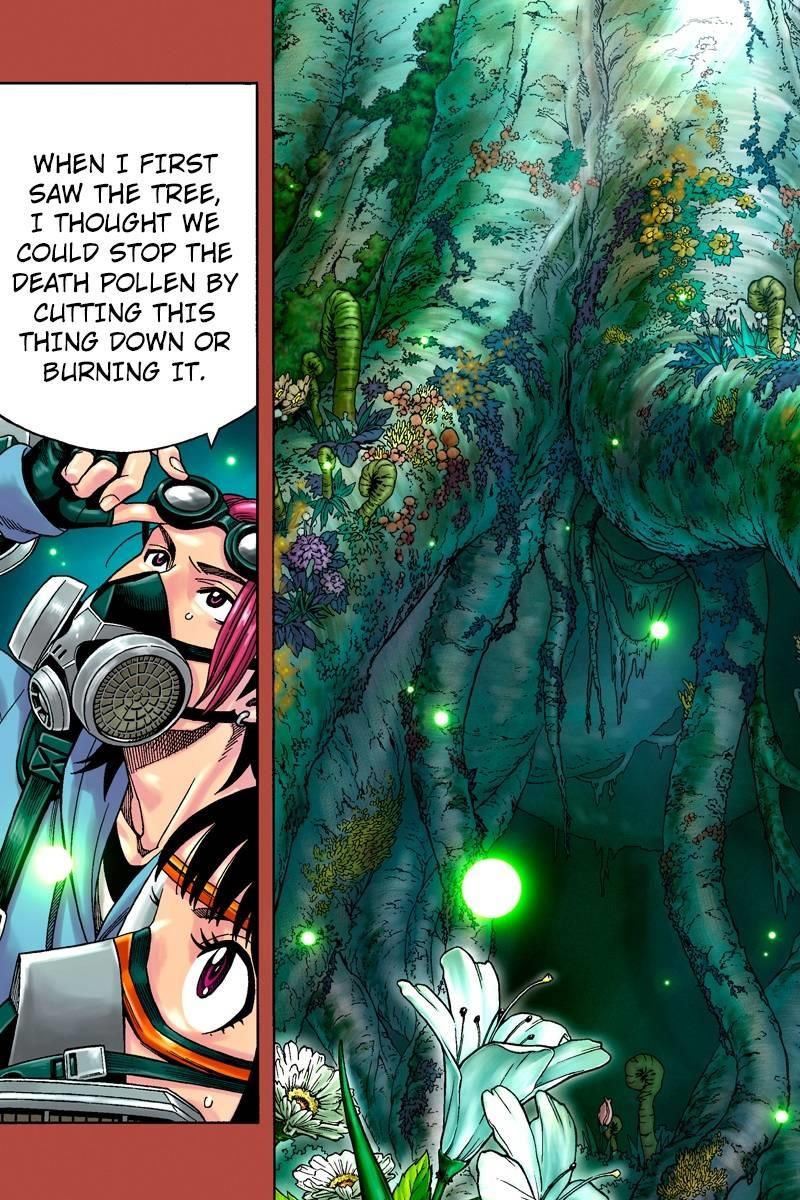 WHEN I FIRST
SAW THE TREE,
I THOUGHT WE
COULD STOP THE
DEATH POLLEN BY
CUTTING THIS
THING DOWN OR
BURNING IT.